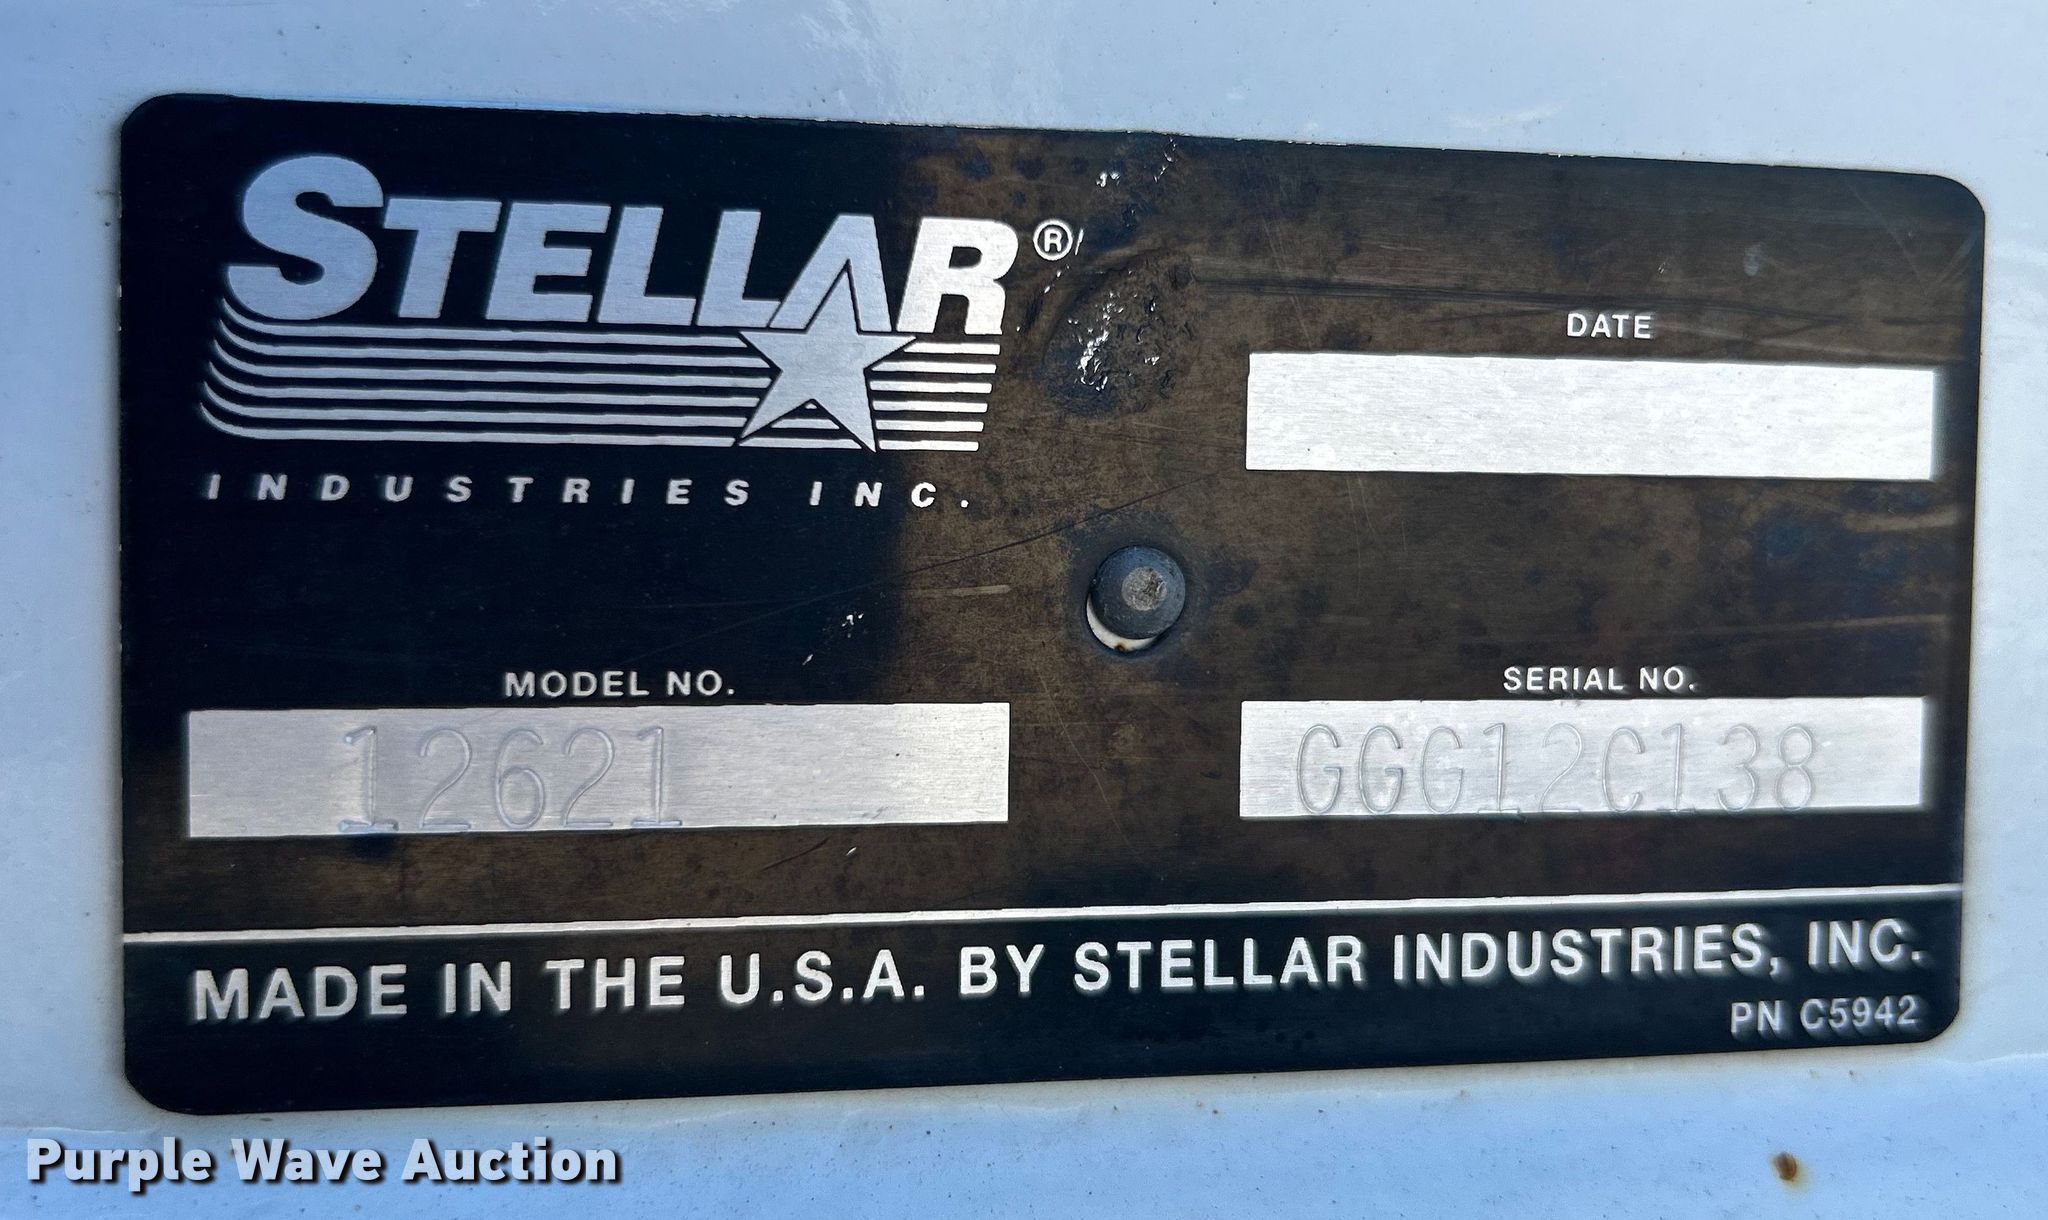 STELLAR®
INDUSTRIES INC.
DATE
MODEL NO.
12621
SERIAL NO.
GGG12C138
MADE IN THE U.S.A. BY STELLAR INDUSTRIES, INC.
PN C5942
Purple Wave Auction